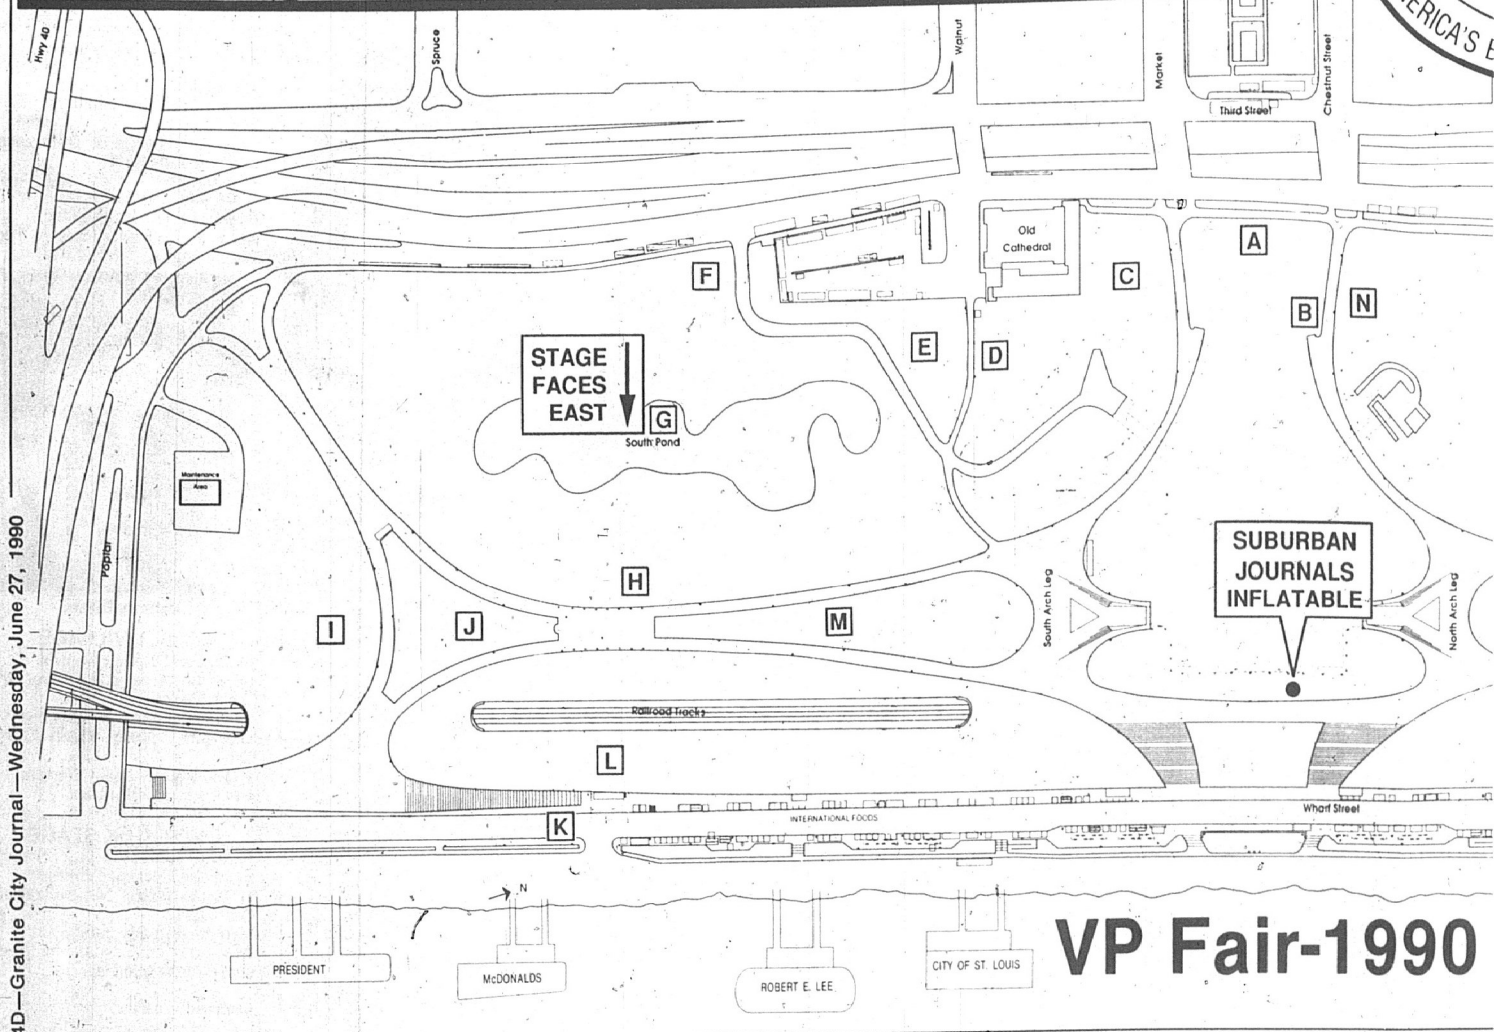 Hwy 40
Spruce
Walnut
Market
Chestnut Street
Third Street
ERICA'S
Old
Cathedral
A
F
C
B
N
E
D
STAGE
FACES
EAST
G
South Pond
Maintenance
Area
Poplar
SUBURBAN
JOURNALS
INFLATABLE
H
I
J
M
South Arch Leg
North Arch Leg
Railroad Tracks
L
Wharf Street
INTERNATIONAL FOODS
K
N
PRESIDENT
McDONALDS
ROBERT E. LEE
CITY OF ST. LOUIS
VP Fair-1990
4D—Granite City Journal—Wednesday, June 27, 1990